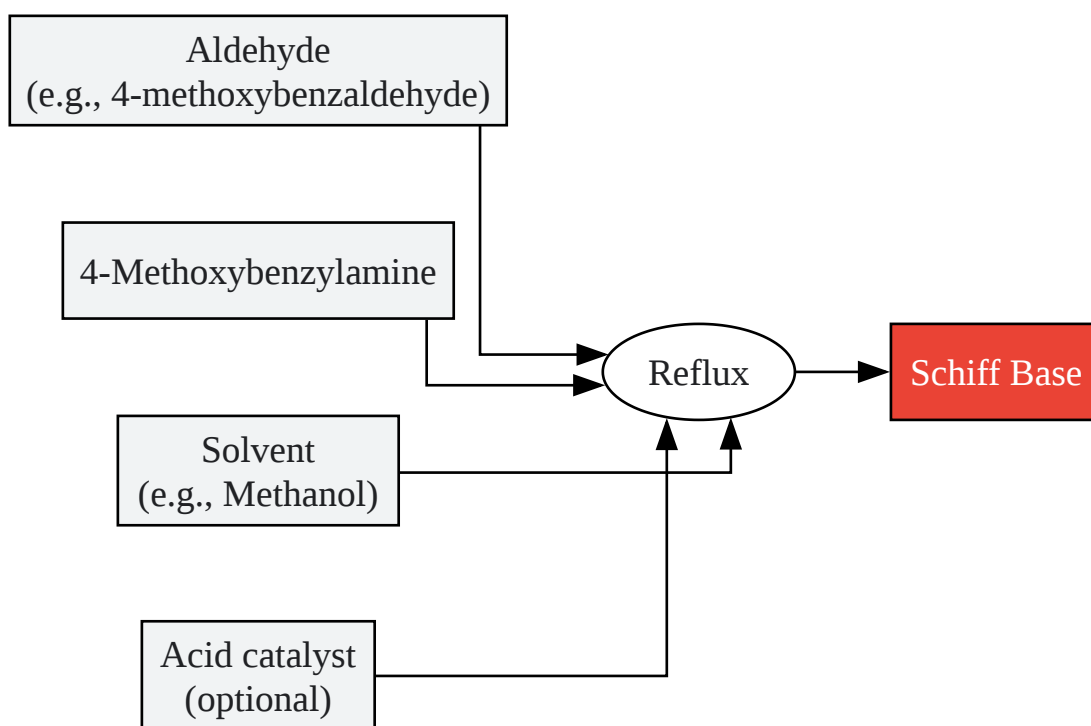 Aldehyde
(e.g., 4-methoxybenzaldehyde)
4-Methoxybenzylamine
Reflux
Schiff Base
Solvent
(e.g., Methanol)
Acid catalyst
(optional)